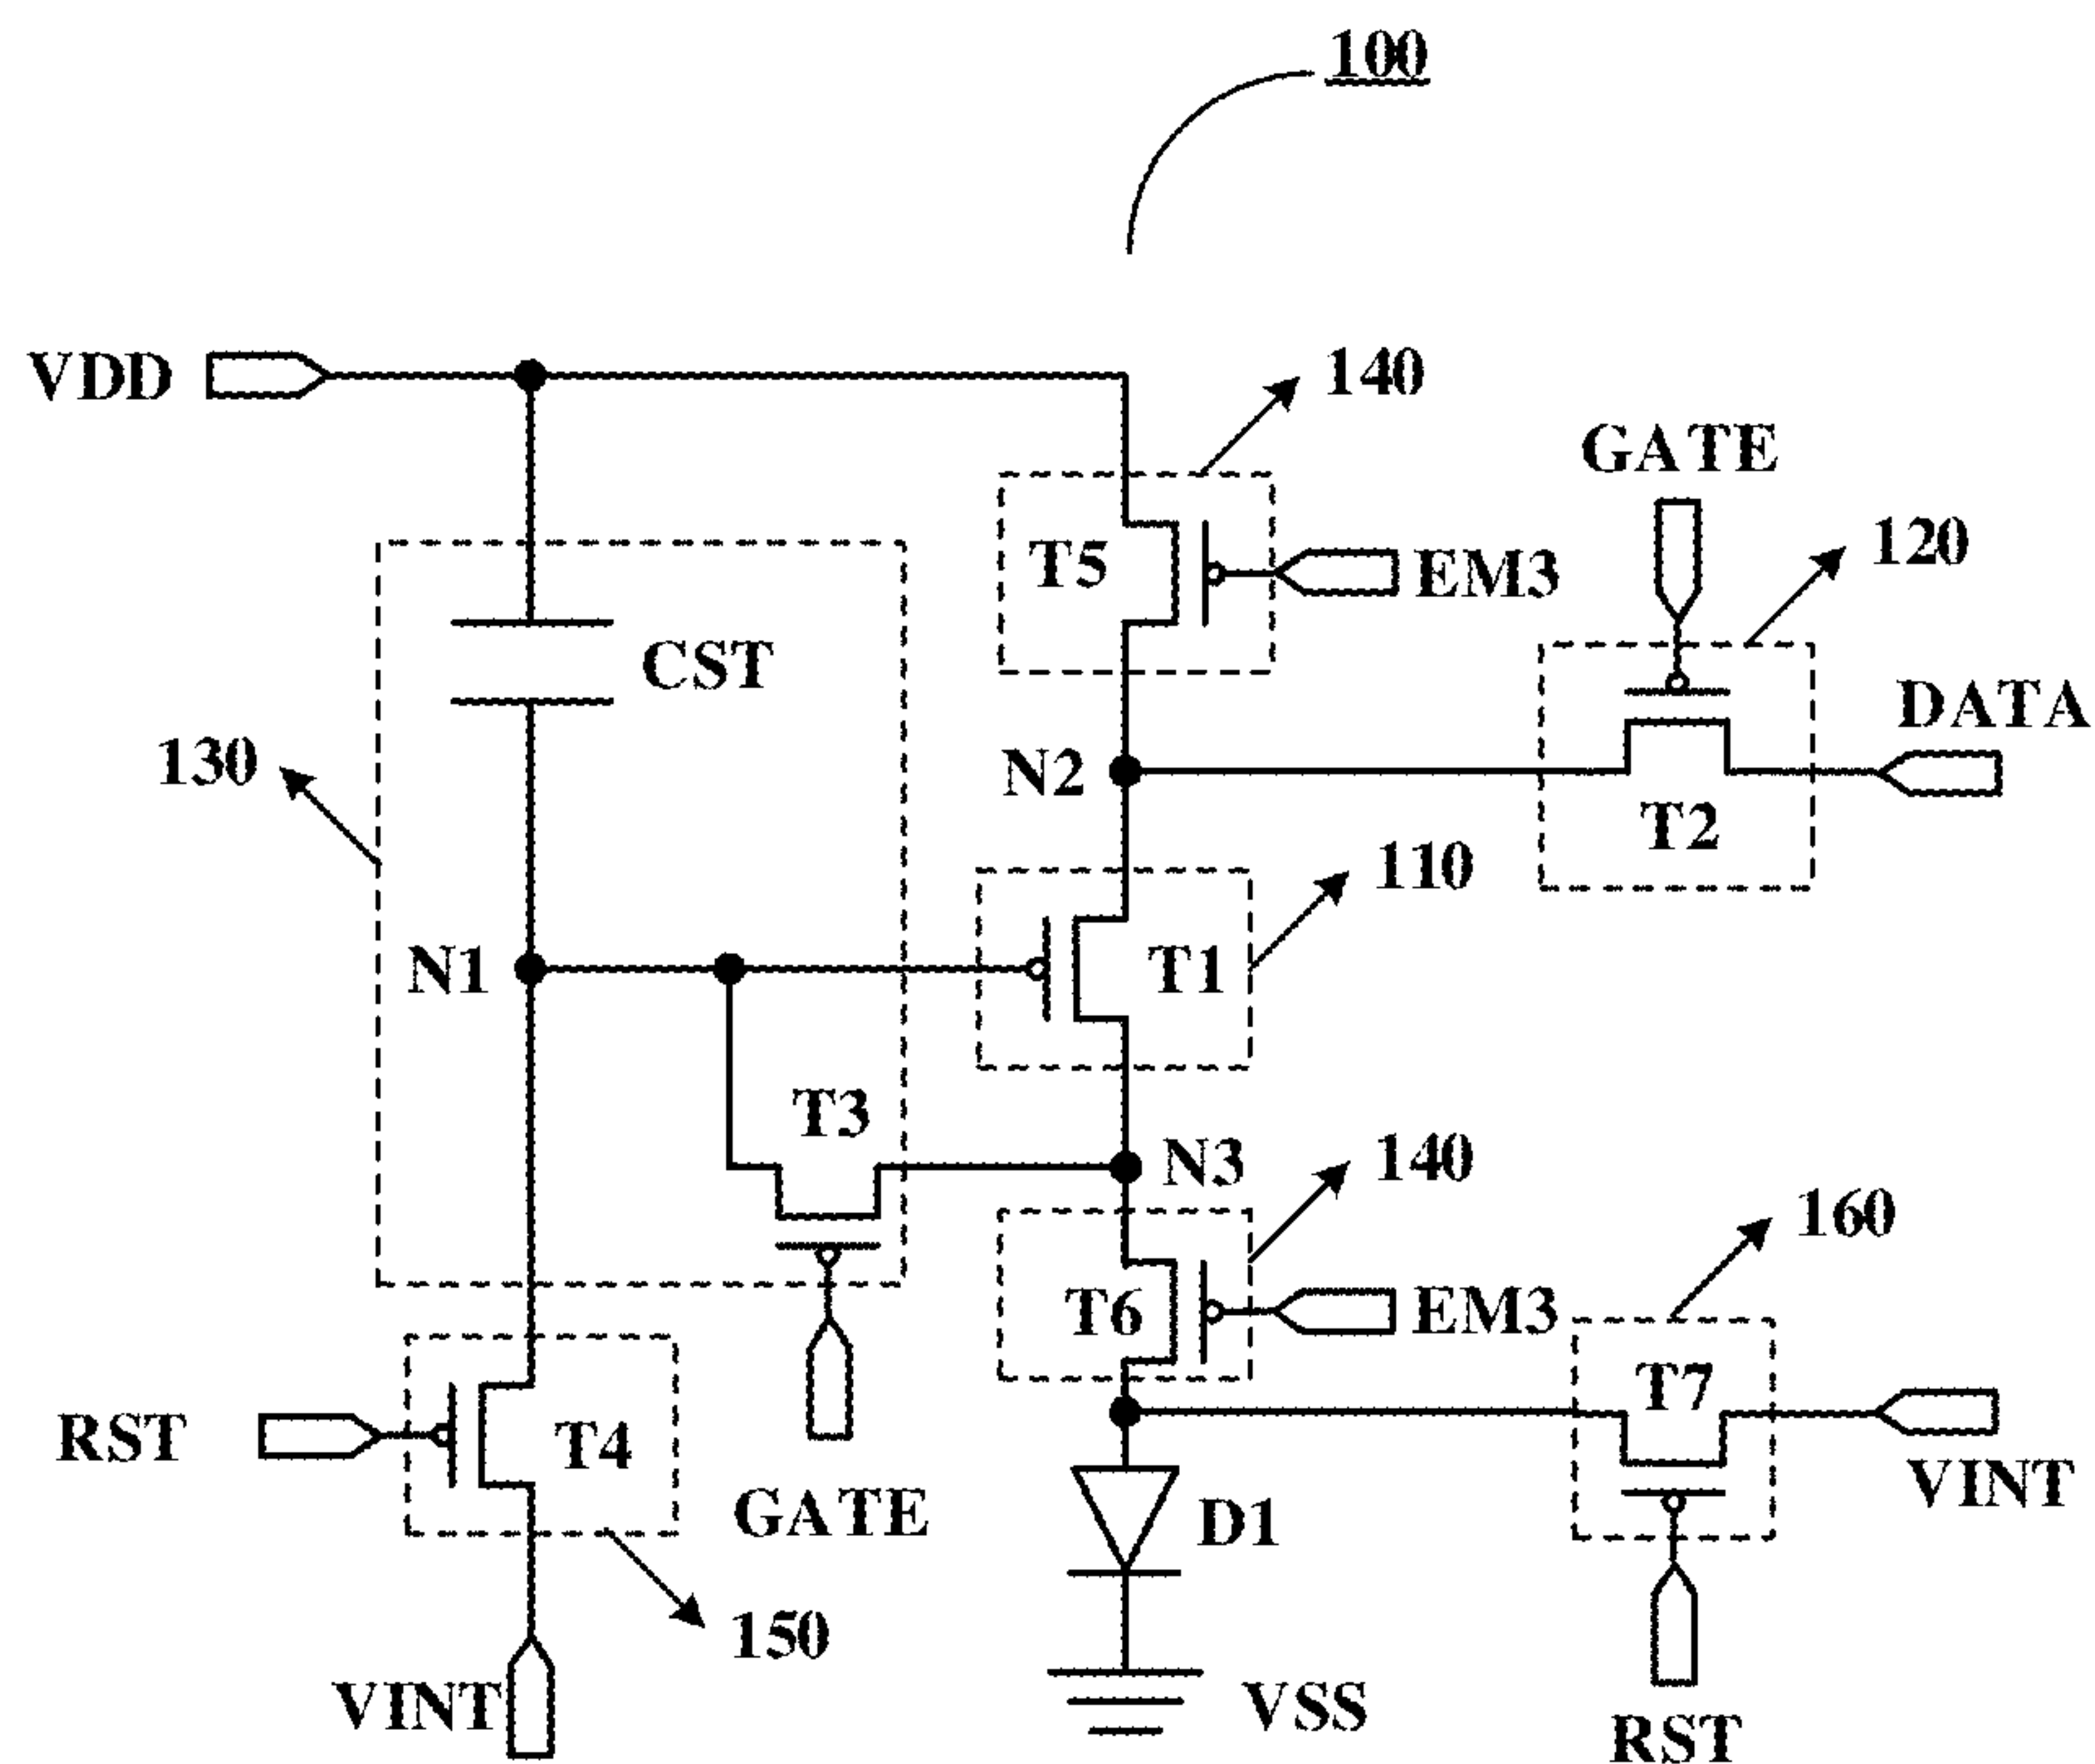 100
VDD
140
GATE
T5
EM3
120
CST
DATA
130
N2
T2
110
N1
T1
T3
N3
140
160
T6
EM3
T7
RST
T4
GATE
VINT
D1
150
VINT
VSS
RST